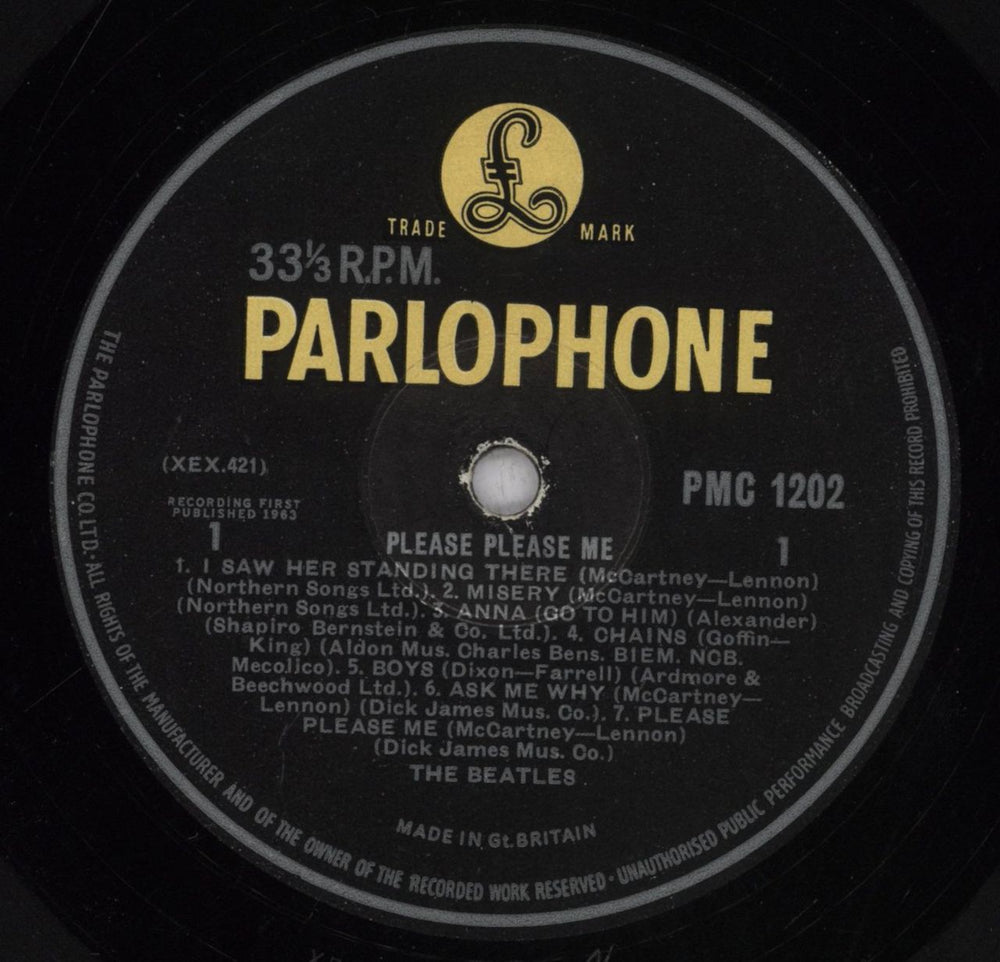 £
TRADE MARK
33⅓ R.P.M.
PARLOPHONE
(XEX.421)
PMC 1202
RECORDING FIRST
PUBLISHED 1963
1
1
PLEASE PLEASE ME
1. I SAW HER STANDING THERE (McCartney—Lennon)
(Northern Songs Ltd.). 2. MISERY (McCartney—Lennon)
(Northern Songs Ltd.). 3. ANNA (GO TO HIM) (Alexander)
(Shapiro Bernstein & Co. Ltd.). 4. CHAINS (Goffin—
King) (Aldon Mus. Charles Bens. BIEM. NCB.
Mecolico). 5. BOYS (Dixon—Farrell) (Ardmore &
Beechwood Ltd.). 6. ASK ME WHY (McCartney—
Lennon) (Dick James Mus. Co.). 7. PLEASE
PLEASE ME (McCartney—Lennon)
(Dick James Mus. Co.)
THE BEATLES
MADE IN Gt. BRITAIN
THE PARLOPHONE CO. LTD. · ALL RIGHTS OF THE MANUFACTURER AND OF THE OWNER OF THE RECORDED WORK RESERVED · UNAUTHORISED PUBLIC PERFORMANCE BROADCASTING AND COPYING OF THIS RECORD PROHIBITED